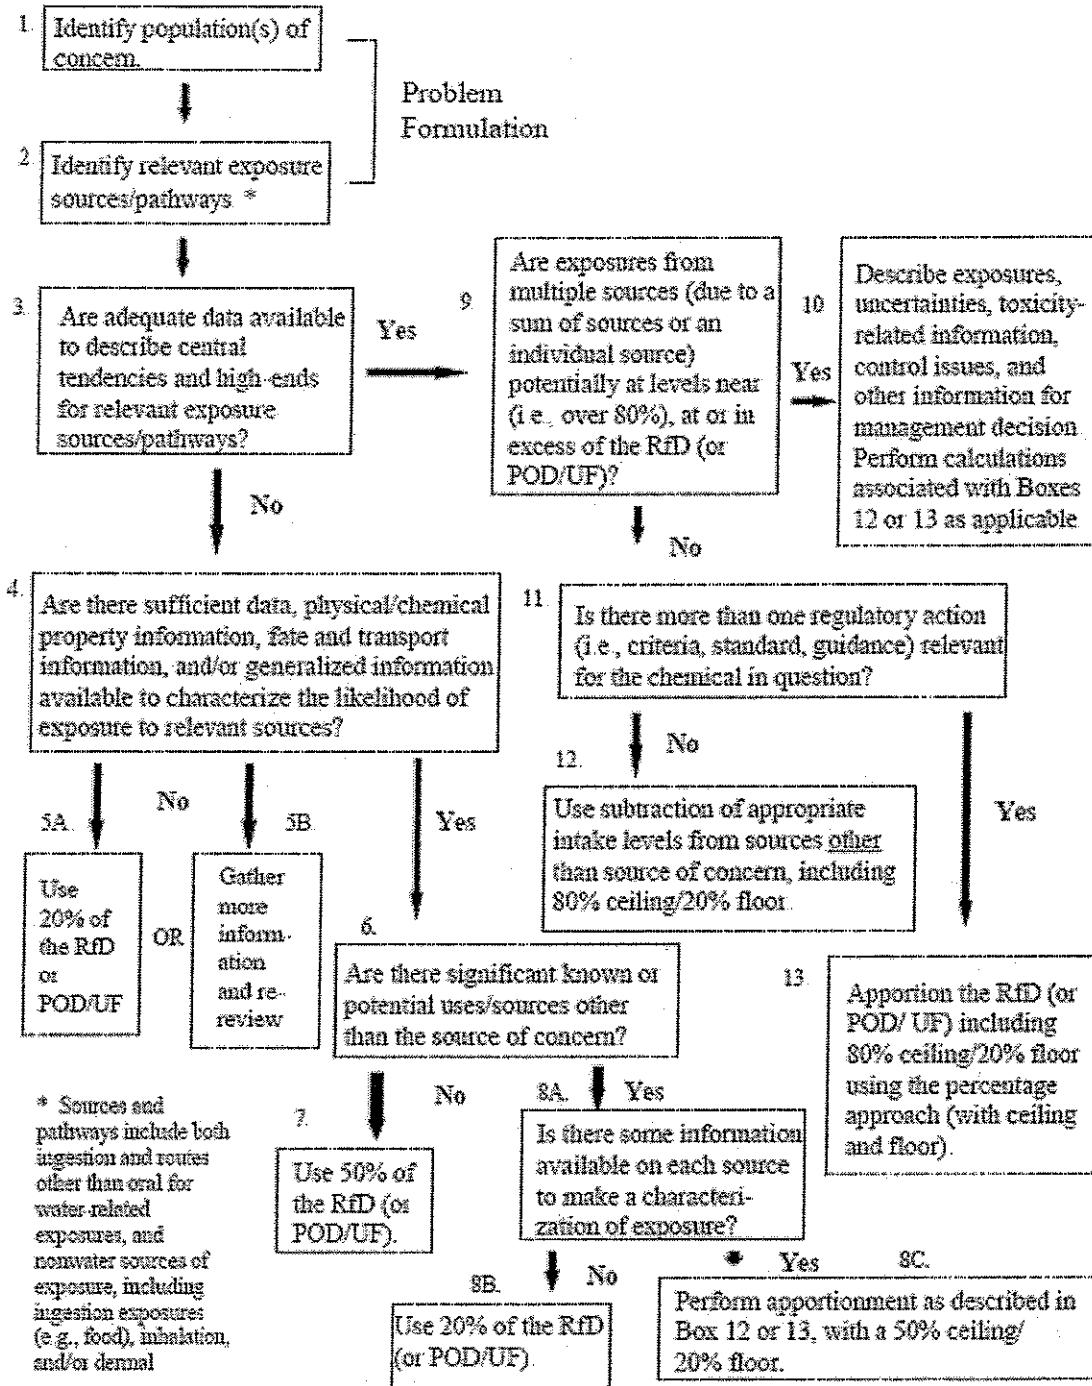 1.
Identify population(s) of
concern.
Problem
Formulation
2.
Identify relevant exposure
sources/pathways *
3.
Are adequate data available
to describe central
tendencies and high-ends
for relevant exposure
sources/pathways?
Yes
No
9.
Are exposures from
multiple sources (due to a
sum of sources or an
individual source)
potentially at levels near
(i.e., over 80%), at or in
excess of the RfD (or
POD/UF)?
Yes
No
10
Describe exposures,
uncertainties, toxicity-
related information,
control issues, and
other information for
management decision
Perform calculations
associated with Boxes
12 or 13 as applicable
4.
Are there sufficient data, physical/chemical
property information, fate and transport
information, and/or generalized information
available to characterize the likelihood of
exposure to relevant sources?
No
Yes
11.
Is there more than one regulatory action
(i.e., criteria, standard, guidance) relevant
for the chemical in question?
No
Yes
5A.
Use
20% of
the RfD
or
POD/UF
OR
5B.
Gather
more
inform-
ation
and re-
review
12.
Use subtraction of appropriate
intake levels from sources other
than source of concern, including
80% ceiling/20% floor.
6.
Are there significant known or
potential uses/sources other
than the source of concern?
No
Yes
13.
Apportion the RfD (or
POD/ UF) including
80% ceiling/20% floor
using the percentage
approach (with ceiling
and floor).
7.
Use 50% of
the RfD (or
POD/UF).
8A.
Is there some information
available on each source
to make a characteri-
zation of exposure?
No
Yes
8B.
Use 20% of the RfD
(or POD/UF)
8C.
Perform apportionment as described in
Box 12 or 13, with a 50% ceiling/
20% floor.
* Sources and
pathways include both
ingestion and routes
other than oral for
water-related
exposures, and
nonwater sources of
exposure, including
ingestion exposures
(e.g., food), inhalation,
and/or dermal